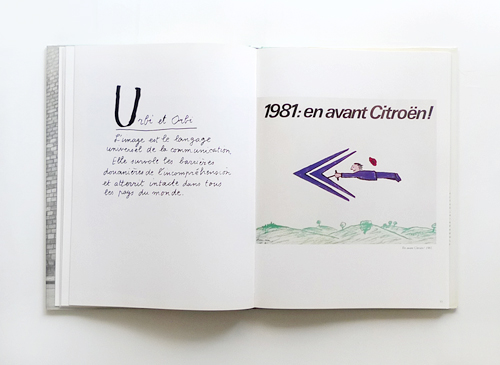 Urbi et Orbi
L'image est le langage
universel de la communication.
Elle survole les barrières
douanières de l'incompréhension
et atterrit intacte dans tous
les pays du monde.
1981: en avant Citroën!